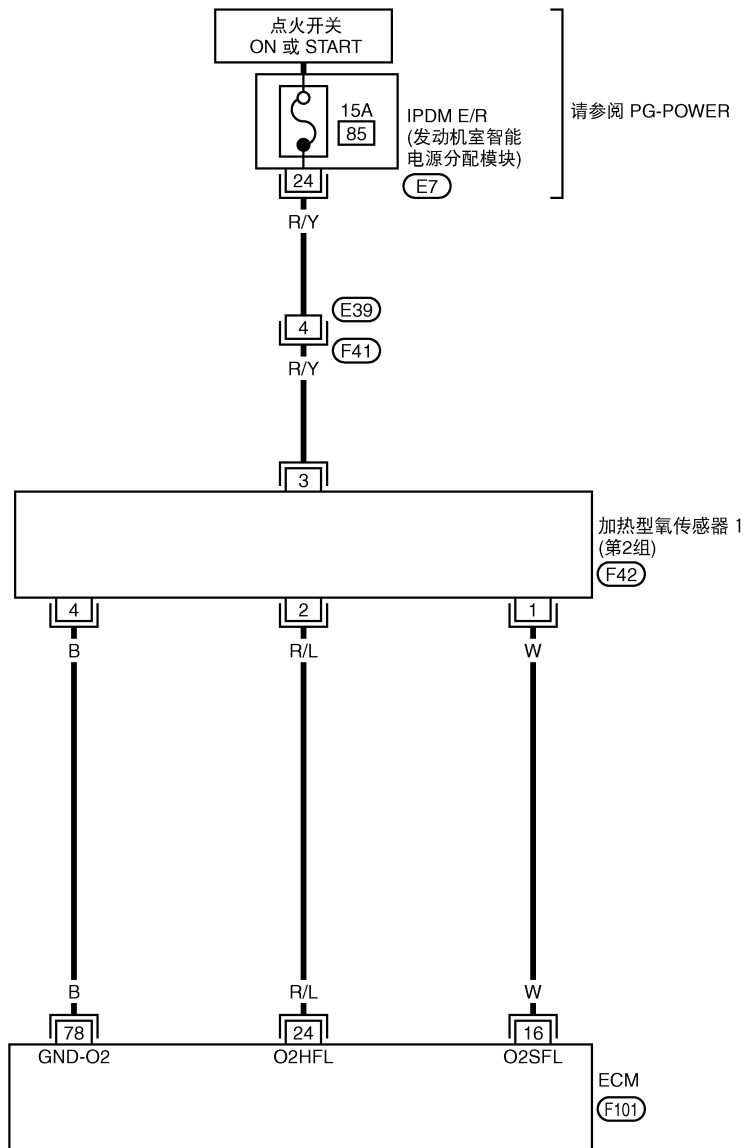 点火开关
ON 或 START
15A
85
IPDM E/R
(发动机室智能
电源分配模块)
请参阅 PG-POWER
24
E7
R/Y
E39
4
F41
R/Y
3
加热型氧传感器 1
(第2组)
F42
4
2
1
B
R/L
W
B
R/L
W
78
24
16
GND-O2
O2HFL
O2SFL
ECM
F101